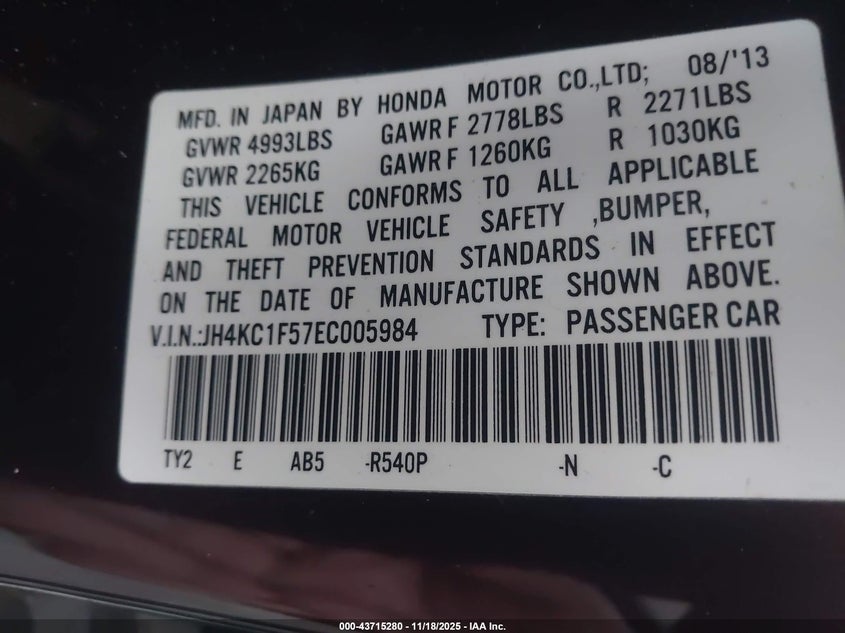 MFD. IN JAPAN BY HONDA MOTOR CO.,LTD; 08/'13
GVWR 4993LBS GAWR F 2778LBS R 2271LBS
GVWR 2265KG GAWR F 1260KG R 1030KG
THIS VEHICLE CONFORMS TO ALL APPLICABLE
FEDERAL MOTOR VEHICLE SAFETY ,BUMPER,
AND THEFT PREVENTION STANDARDS IN EFFECT
ON THE DATE OF MANUFACTURE SHOWN ABOVE.
V.I.N.:JH4KC1F57EC005984 TYPE: PASSENGER CAR
TY2 E AB5 -R540P -N -C
000-43715280 - 11/18/2025 - IAA Inc.